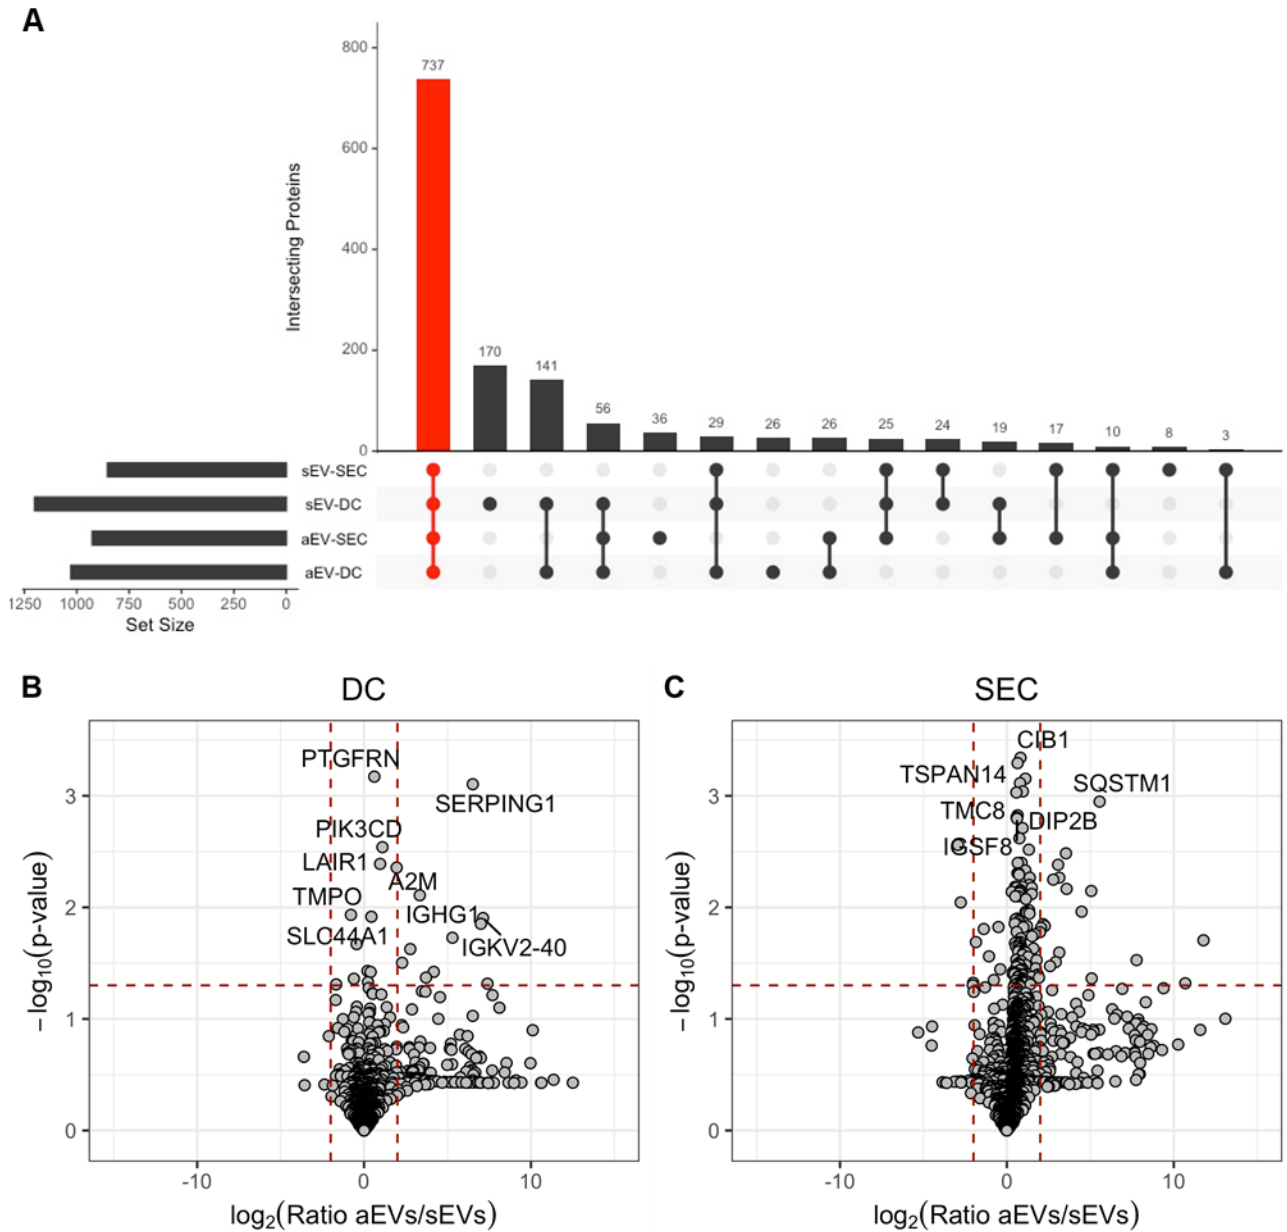 A
800
600
400
200
0
Intersecting Proteins
737
170
141
56
36
29
26
26
25
24
19
17
10
8
3
sEV-SEC
sEV-DC
aEV-SEC
aEV-DC
1250 1000 750 500 250 0
Set Size
B
DC
PTGFRN
SERPING1
PIK3CD
LAIR1
A2M
TMPO
IGHG1
SLC44A1
IGKV2-40
3
2
1
0
−log10(p-value)
-10 0 10
log2(Ratio aEVs/sEVs)
C
SEC
CIB1
TSPAN14
SQSTM1
TMC8
DIP2B
IGSF8
3
2
1
0
−log10(p-value)
-10 0 10
log2(Ratio aEVs/sEVs)